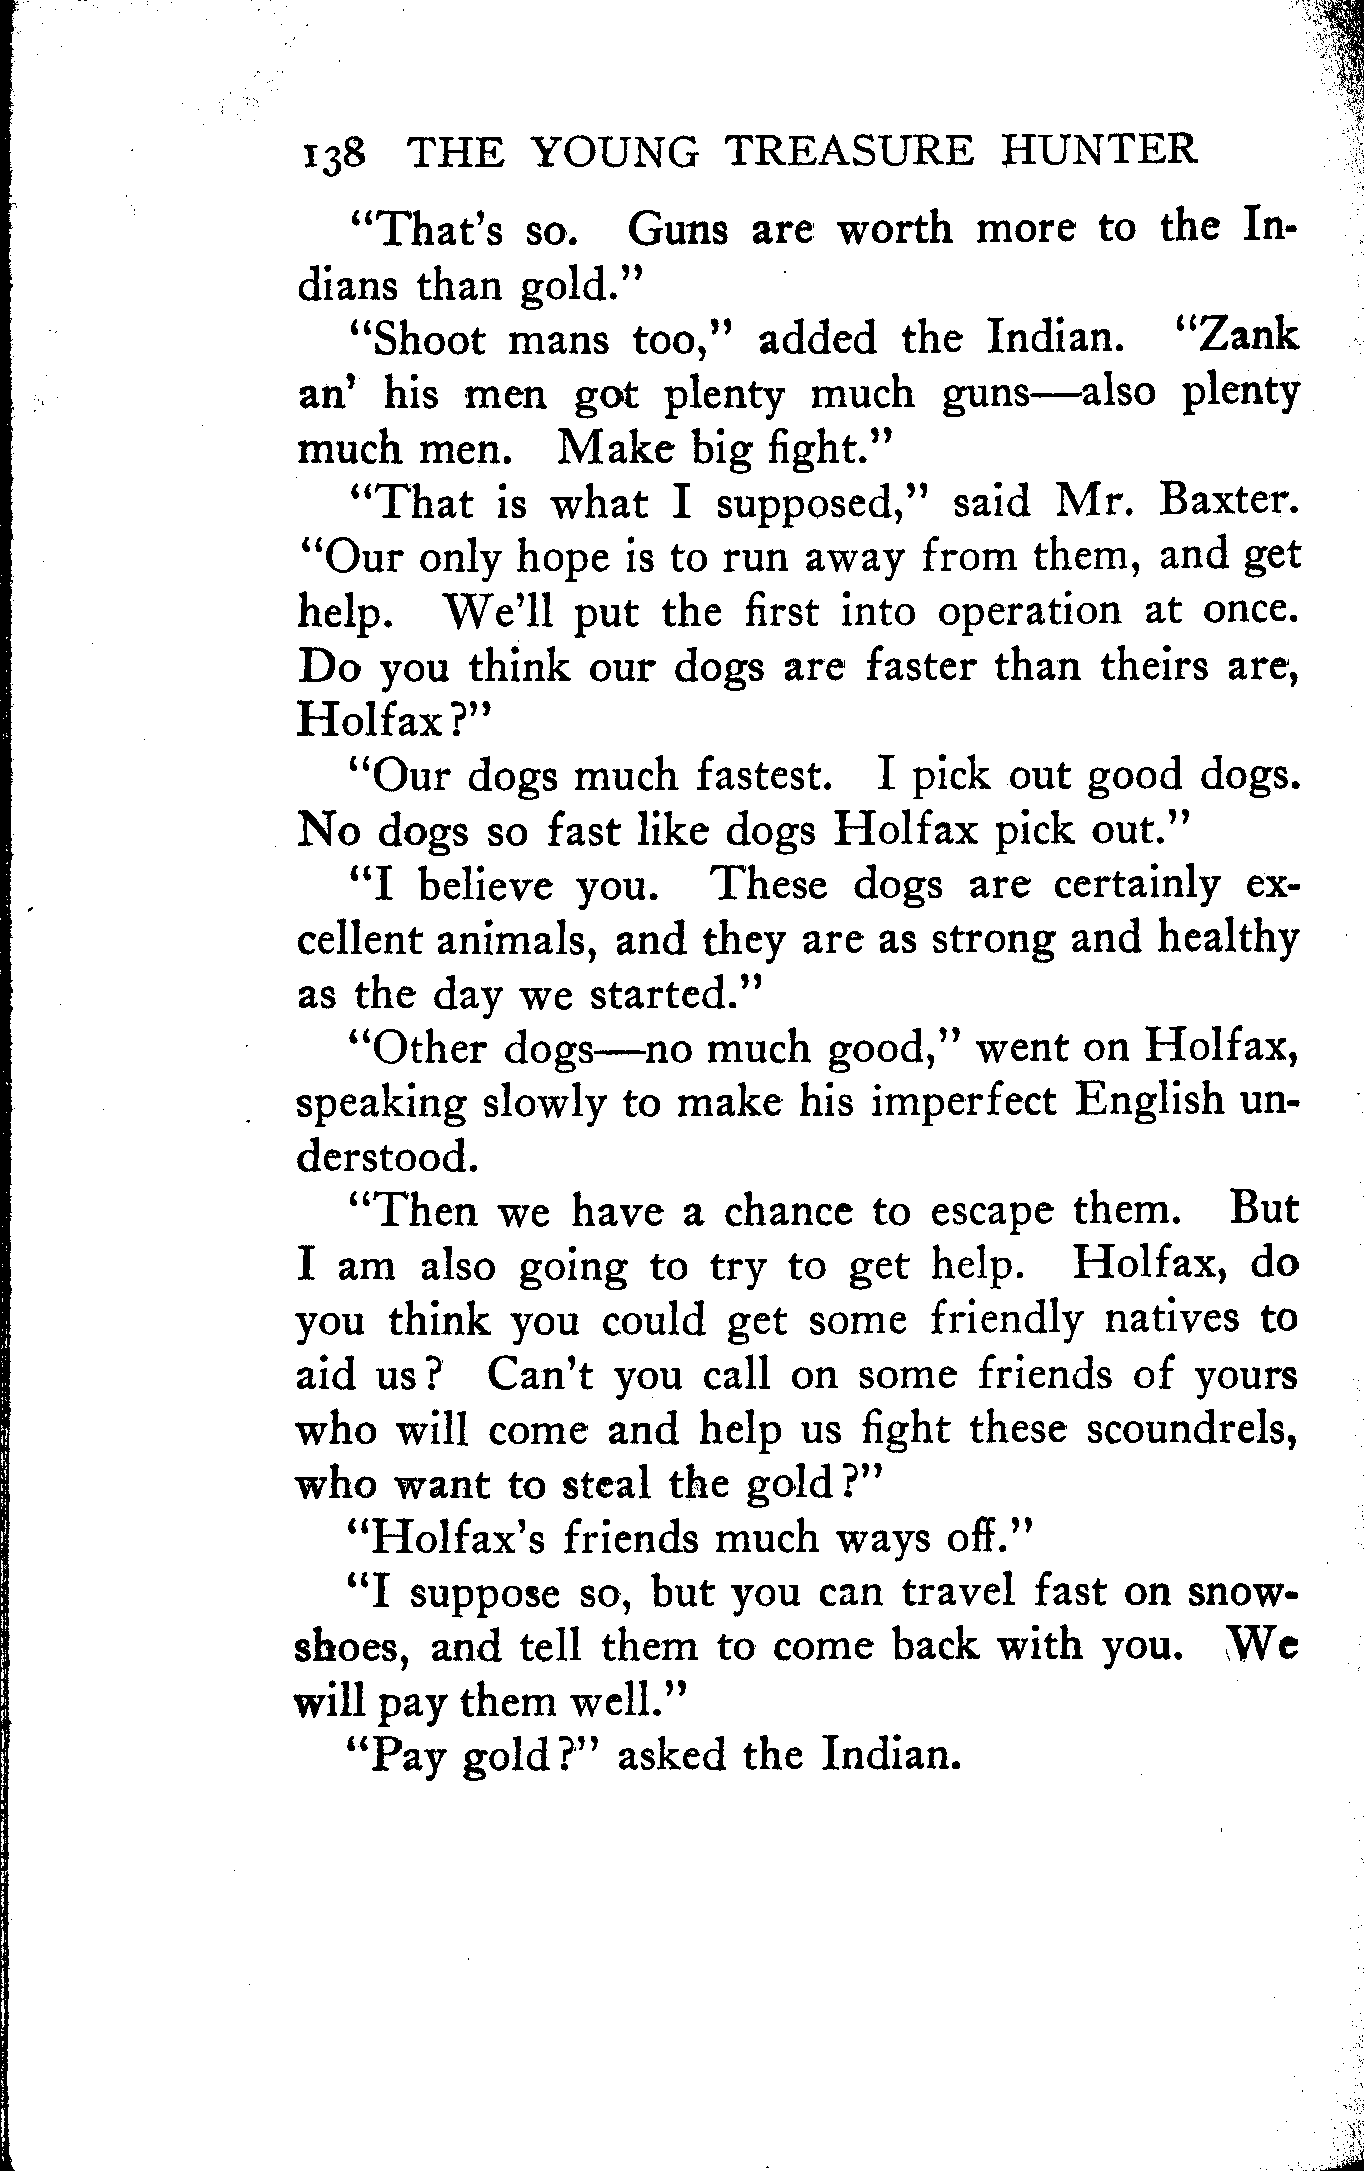 138 THE YOUNG TREASURE HUNTER
"That's so. Guns are worth more to the In-
dians than gold."
"Shoot mans too," added the Indian. "Zank
an' his men got plenty much guns—also plenty
much men. Make big fight."
"That is what I supposed," said Mr. Baxter.
"Our only hope is to run away from them, and get
help. We'll put the first into operation at once.
Do you think our dogs are faster than theirs are,
Holfax?"
"Our dogs much fastest. I pick out good dogs.
No dogs so fast like dogs Holfax pick out."
"I believe you. These dogs are certainly ex-
cellent animals, and they are as strong and healthy
as the day we started."
"Other dogs—no much good," went on Holfax,
speaking slowly to make his imperfect English un-
derstood.
"Then we have a chance to escape them. But
I am also going to try to get help. Holfax, do
you think you could get some friendly natives to
aid us? Can't you call on some friends of yours
who will come and help us fight these scoundrels,
who want to steal the gold?"
"Holfax's friends much ways off."
"I suppose so, but you can travel fast on snow-
shoes, and tell them to come back with you. We
will pay them well."
"Pay gold?" asked the Indian.